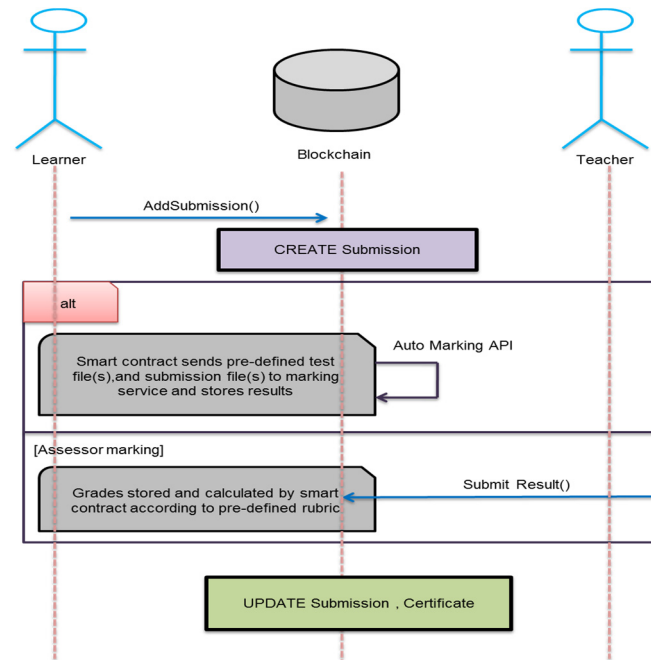 Learner
Blockchain
Teacher
AddSubmission()
CREATE Submission
alt
Auto Marking API
Smart contract sends pre-defined test
file(s),and submission file(s) to marking
service and stores results
[Assessor marking]
Submit Result()
Grades stored and calculated by smart
contract according to pre-defined rubric
UPDATE Submission , Certificate